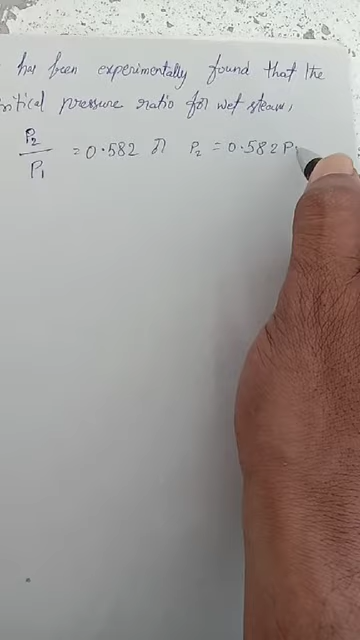 has been experimentally found that the
critical pressure ratio for wet steam,
P₂/P₁ = 0.582 or P₂ = 0.582 P₁